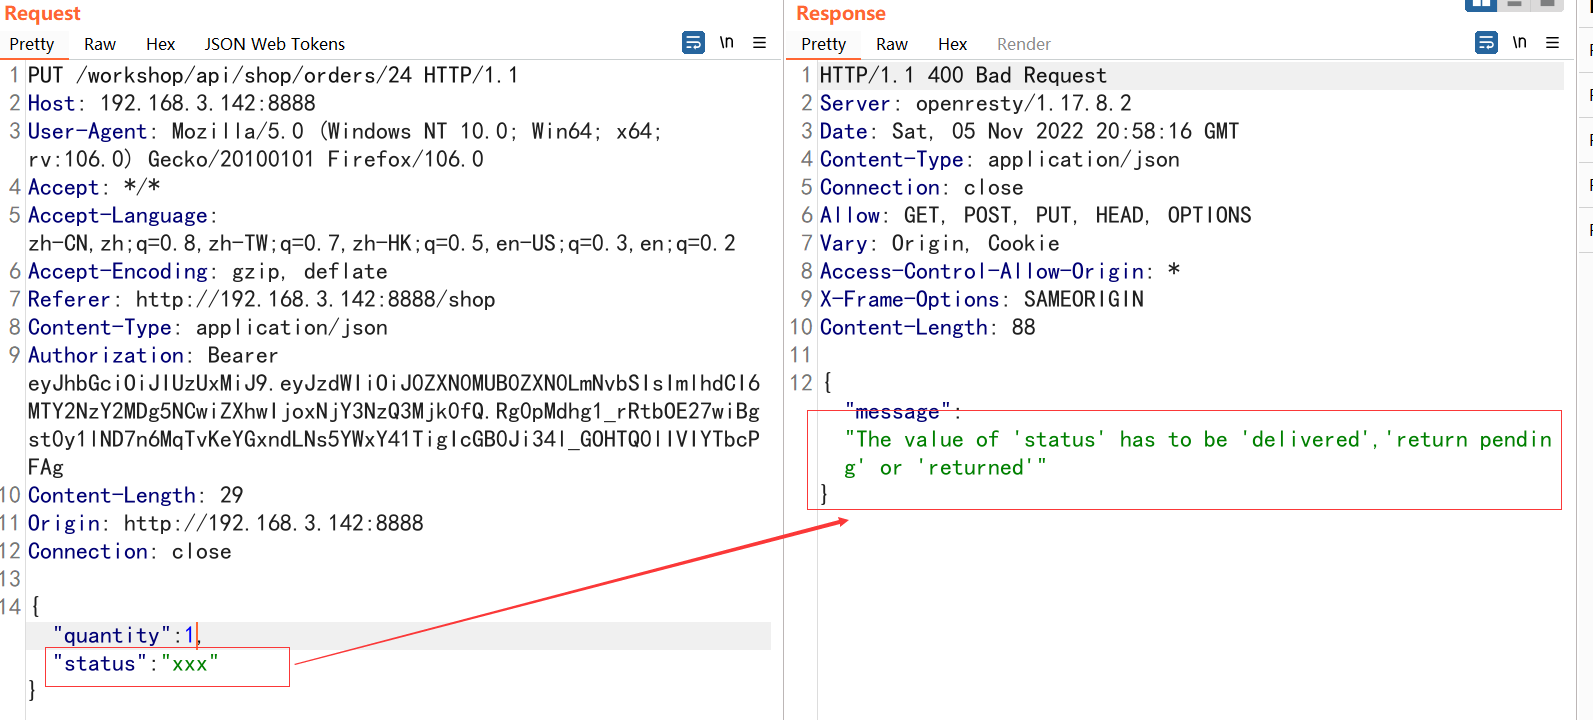 Request
Pretty Raw Hex JSON Web Tokens \n
1 PUT /workshop/api/shop/orders/24 HTTP/1.1
2 Host: 192.168.3.142:8888
3 User-Agent: Mozilla/5.0 (Windows NT 10.0; Win64; x64;
rv:106.0) Gecko/20100101 Firefox/106.0
4 Accept: */*
5 Accept-Language:
zh-CN,zh;q=0.8,zh-TW;q=0.7,zh-HK;q=0.5,en-US;q=0.3,en;q=0.2
6 Accept-Encoding: gzip, deflate
7 Referer: http://192.168.3.142:8888/shop
8 Content-Type: application/json
9 Authorization: Bearer
eyJhbGciOiJIUzUxMiJ9.eyJzdWIiOiJ0ZXN0MUB0ZXN0LmNvbSIsImlhdCI6
MTY2NzY2MDg5NCwiZXhwIjoxNjY3NzQ3Mjk0fQ.RgOpMdhg1_rRtbOE27wiBg
st0y1lND7n6MqTvKeYGxndLNs5YWxY41TigIcGB0Ji34l_GOHTQ0lIVlYTbcP
FAg
10 Content-Length: 29
11 Origin: http://192.168.3.142:8888
12 Connection: close
13
14 {
"quantity":1,
"status":"xxx"
}
Response
Pretty Raw Hex Render \n
1 HTTP/1.1 400 Bad Request
2 Server: openresty/1.17.8.2
3 Date: Sat, 05 Nov 2022 20:58:16 GMT
4 Content-Type: application/json
5 Connection: close
6 Allow: GET, POST, PUT, HEAD, OPTIONS
7 Vary: Origin, Cookie
8 Access-Control-Allow-Origin: *
9 X-Frame-Options: SAMEORIGIN
10 Content-Length: 88
11
12 {
"message":
"The value of 'status' has to be 'delivered','return pendin
g' or 'returned'"
}